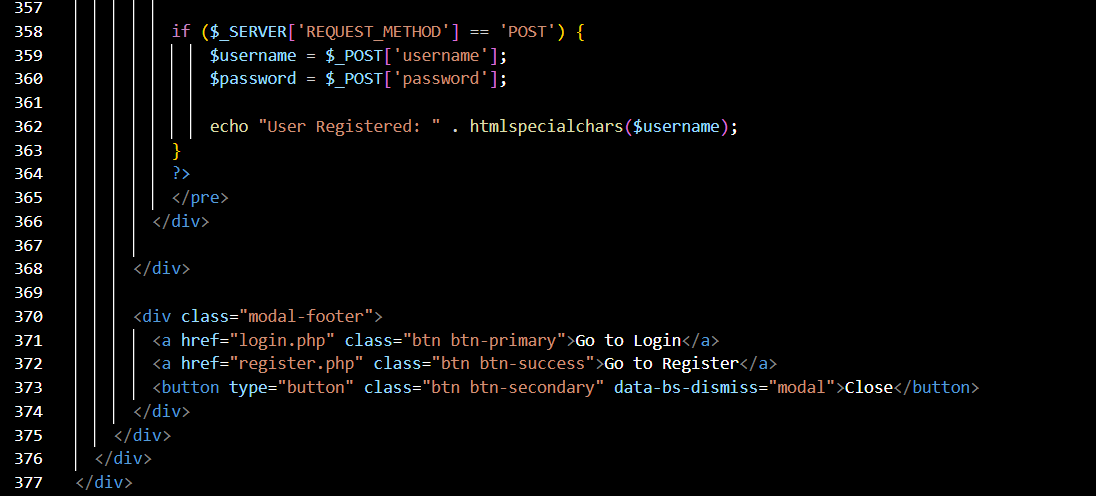 357
358 if ($_SERVER['REQUEST_METHOD'] == 'POST') {
359 $username = $_POST['username'];
360 $password = $_POST['password'];
361
362 echo "User Registered: " . htmlspecialchars($username);
363 }
364 ?>
365 </pre>
366 </div>
367
368 </div>
369
370 <div class="modal-footer">
371 <a href="login.php" class="btn btn-primary">Go to Login</a>
372 <a href="register.php" class="btn btn-success">Go to Register</a>
373 <button type="button" class="btn btn-secondary" data-bs-dismiss="modal">Close</button>
374 </div>
375 </div>
376 </div>
377 </div>